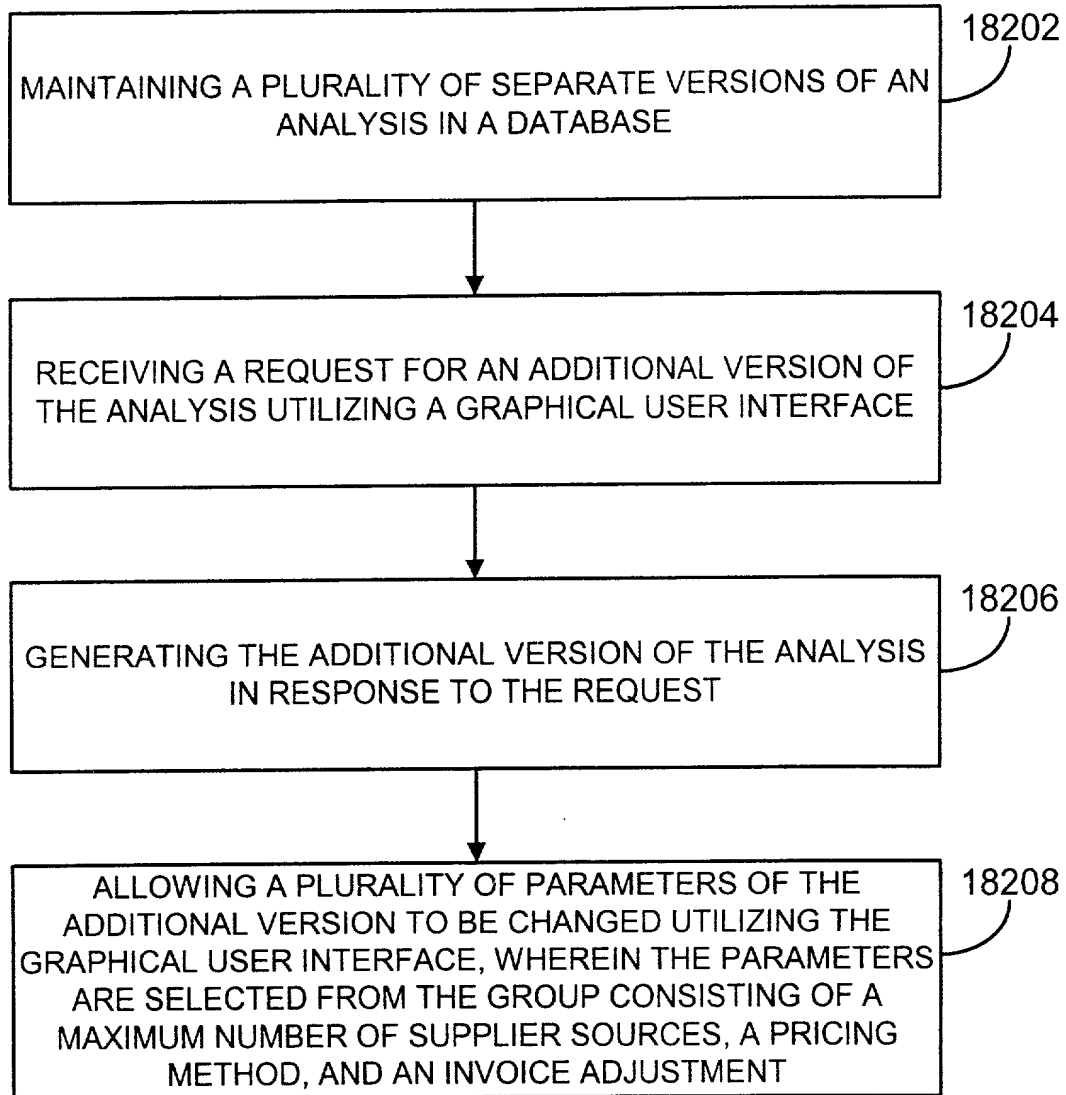 18202
MAINTAINING A PLURALITY OF SEPARATE VERSIONS OF AN
ANALYSIS IN A DATABASE
18204
RECEIVING A REQUEST FOR AN ADDITIONAL VERSION OF
THE ANALYSIS UTILIZING A GRAPHICAL USER INTERFACE
18206
GENERATING THE ADDITIONAL VERSION OF THE ANALYSIS
IN RESPONSE TO THE REQUEST
18208
ALLOWING A PLURALITY OF PARAMETERS OF THE
ADDITIONAL VERSION TO BE CHANGED UTILIZING THE
GRAPHICAL USER INTERFACE, WHEREIN THE PARAMETERS
ARE SELECTED FROM THE GROUP CONSISTING OF A
MAXIMUM NUMBER OF SUPPLIER SOURCES, A PRICING
METHOD, AND AN INVOICE ADJUSTMENT